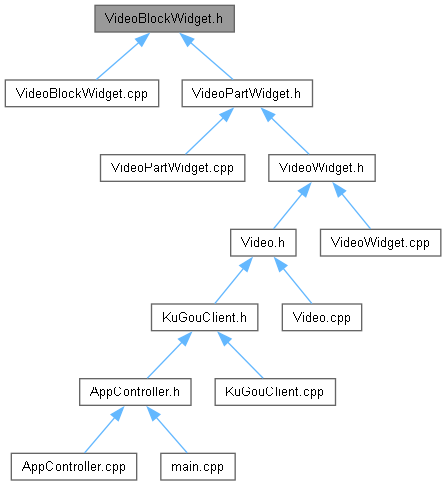 VideoBlockWidget.h
VideoBlockWidget.cpp
VideoPartWidget.h
VideoPartWidget.cpp
VideoWidget.h
Video.h
VideoWidget.cpp
KuGouClient.h
Video.cpp
AppController.h
KuGouClient.cpp
AppController.cpp
main.cpp